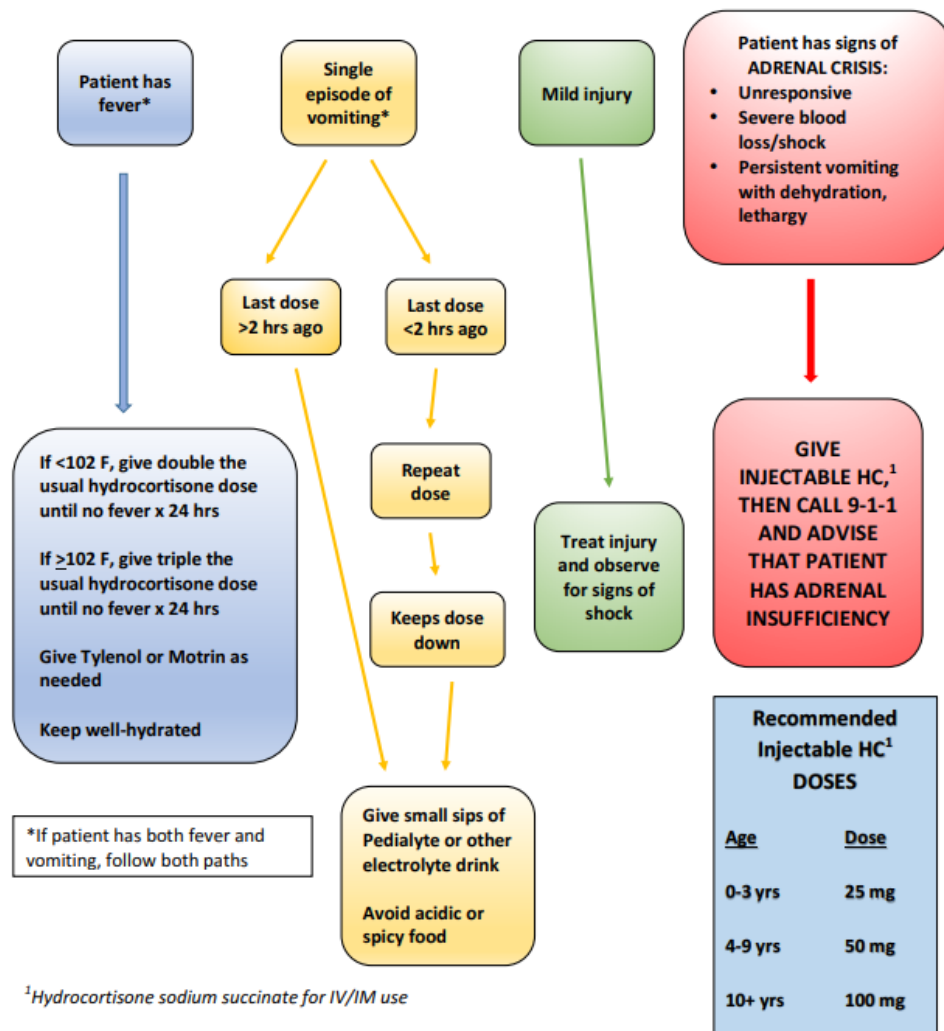 Patient has
fever*
Single
episode of
vomiting*
Mild injury
Patient has signs of
ADRENAL CRISIS:
• Unresponsive
• Severe blood
loss/shock
• Persistent vomiting
with dehydration,
lethargy
Last dose
>2 hrs ago
Last dose
<2 hrs ago
If <102 F, give double the
usual hydrocortisone dose
until no fever x 24 hrs
If >102 F, give triple the
usual hydrocortisone dose
until no fever x 24 hrs
Give Tylenol or Motrin as
needed
Keep well-hydrated
Repeat
dose
Keeps dose
down
Treat injury
and observe
for signs of
shock
GIVE
INJECTABLE HC,¹
THEN CALL 9-1-1
AND ADVISE
THAT PATIENT
HAS ADRENAL
INSUFFICIENCY
*If patient has both fever and
vomiting, follow both paths
Give small sips of
Pedialyte or other
electrolyte drink
Avoid acidic or
spicy food
Recommended
Injectable HC¹
DOSES
Age Dose
0-3 yrs 25 mg
4-9 yrs 50 mg
10+ yrs 100 mg
¹Hydrocortisone sodium succinate for IV/IM use